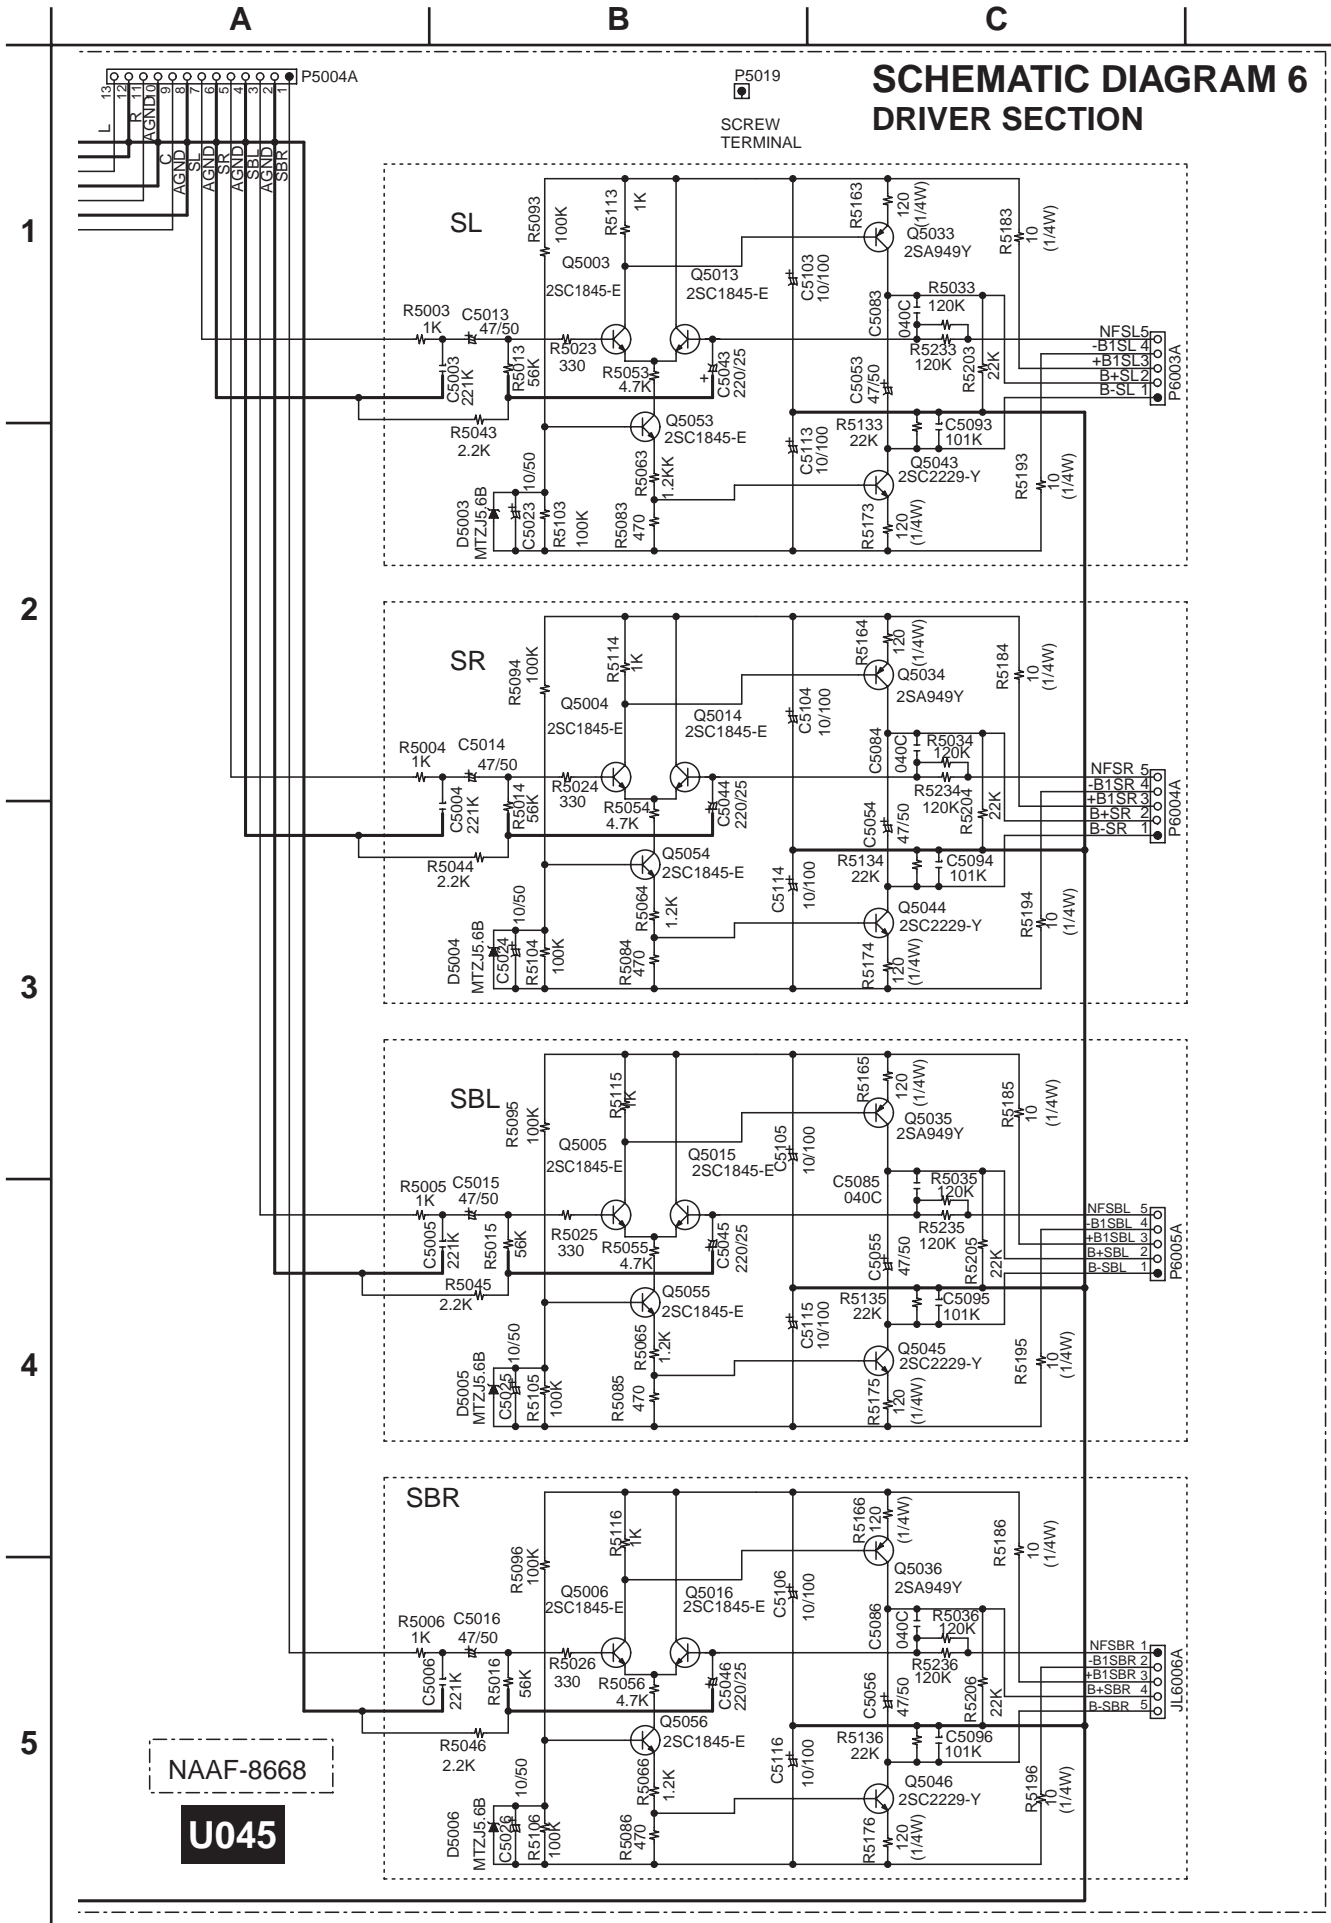 A
B
C
SCHEMATIC DIAGRAM 6
DRIVER SECTION
P5004A
13
12
11
10
9
8
7
6
5
4
3
2
1
L
R
AGND
C
AGND
SL
AGND
SR
AGND
SBL
AGND
SBR
P5019
SCREW
TERMINAL
1
2
3
4
5
SL
R5093
100K
R5113
1K
Q5003
2SC1845-E
Q5013
2SC1845-E
C5103
10/100
R5163
120
(1/4W)
Q5033
2SA949Y
R5183
10
(1/4W)
R5003
1K
C5013
47/50
C5003
221K
R5013
56K
R5023
330
R5053
4.7K
C5043
220/25
C5083
040C
R5033
120K
R5233
120K
R5203
22K
C5053
47/50
NFSL5
-B1SL 4
+B1SL3
B+SL2
B-SL 1
P6003A
R5043
2.2K
Q5053
2SC1845-E
R5063
1.2KK
C5113
10/100
R5133
22K
C5093
101K
Q5043
2SC2229-Y
R5193
10
(1/4W)
D5003
MTZJ5.6B
10/50
C5023
R5103
100K
R5083
470
R5173
120
(1/4W)
SR
R5094
100K
R5114
1K
Q5004
2SC1845-E
Q5014
2SC1845-E
C5104
10/100
R5164
120
(1/4W)
Q5034
2SA949Y
R5184
10
(1/4W)
R5004
1K
C5014
47/50
C5004
221K
R5014
56K
R5024
330
R5054
4.7K
C5044
220/25
C5084
040C
R5034
120K
R5234
120K
R5204
22K
C5054
47/50
NFSR 5
-B1SR 4
+B1SR3
B+SR 2
B-SR 1
P6004A
R5044
2.2K
Q5054
2SC1845-E
R5064
1.2K
C5114
10/100
R5134
22K
C5094
101K
Q5044
2SC2229-Y
R5194
10
(1/4W)
D5004
MTZJ5.6B
10/50
C5024
R5104
100K
R5084
470
R5174
120
(1/4W)
SBL
R5095
100K
R5115
1K
Q5005
2SC1845-E
Q5015
2SC1845-E
C5105
10/100
R5165
120
(1/4W)
Q5035
2SA949Y
R5185
10
(1/4W)
R5005
1K
C5015
47/50
C5005
221K
R5015
56K
R5025
330
R5055
4.7K
C5045
220/25
C5085
040C
R5035
120K
R5235
120K
R5205
22K
C5055
47/50
NFSBL 5
-B1SBL 4
+B1SBL 3
B+SBL 2
B-SBL 1
P6005A
R5045
2.2K
Q5055
2SC1845-E
R5065
1.2K
C5115
10/100
R5135
22K
C5095
101K
Q5045
2SC2229-Y
R5195
10
(1/4W)
D5005
MTZJ5.6B
10/50
C5025
R5105
100K
R5085
470
R5175
120
(1/4W)
SBR
R5096
100K
R5116
1K
Q5006
2SC1845-E
Q5016
2SC1845-E
C5106
10/100
R5166
120
(1/4W)
Q5036
2SA949Y
R5186
10
(1/4W)
R5006
1K
C5016
47/50
C5006
221K
R5016
56K
R5026
330
R5056
4.7K
C5046
220/25
C5086
040C
R5036
120K
R5236
120K
R5206
22K
C5056
47/50
NFSBR 1
-B1SBR 2
+B1SBR 3
B+SBR 4
B-SBR 5
JL6006A
R5046
2.2K
Q5056
2SC1845-E
R5066
1.2K
C5116
10/100
R5136
22K
C5096
101K
Q5046
2SC2229-Y
R5196
10
(1/4W)
D5006
MTZJ5.6B
10/50
C5026
R5106
100K
R5086
470
R5176
120
(1/4W)
NAAF-8668
U045